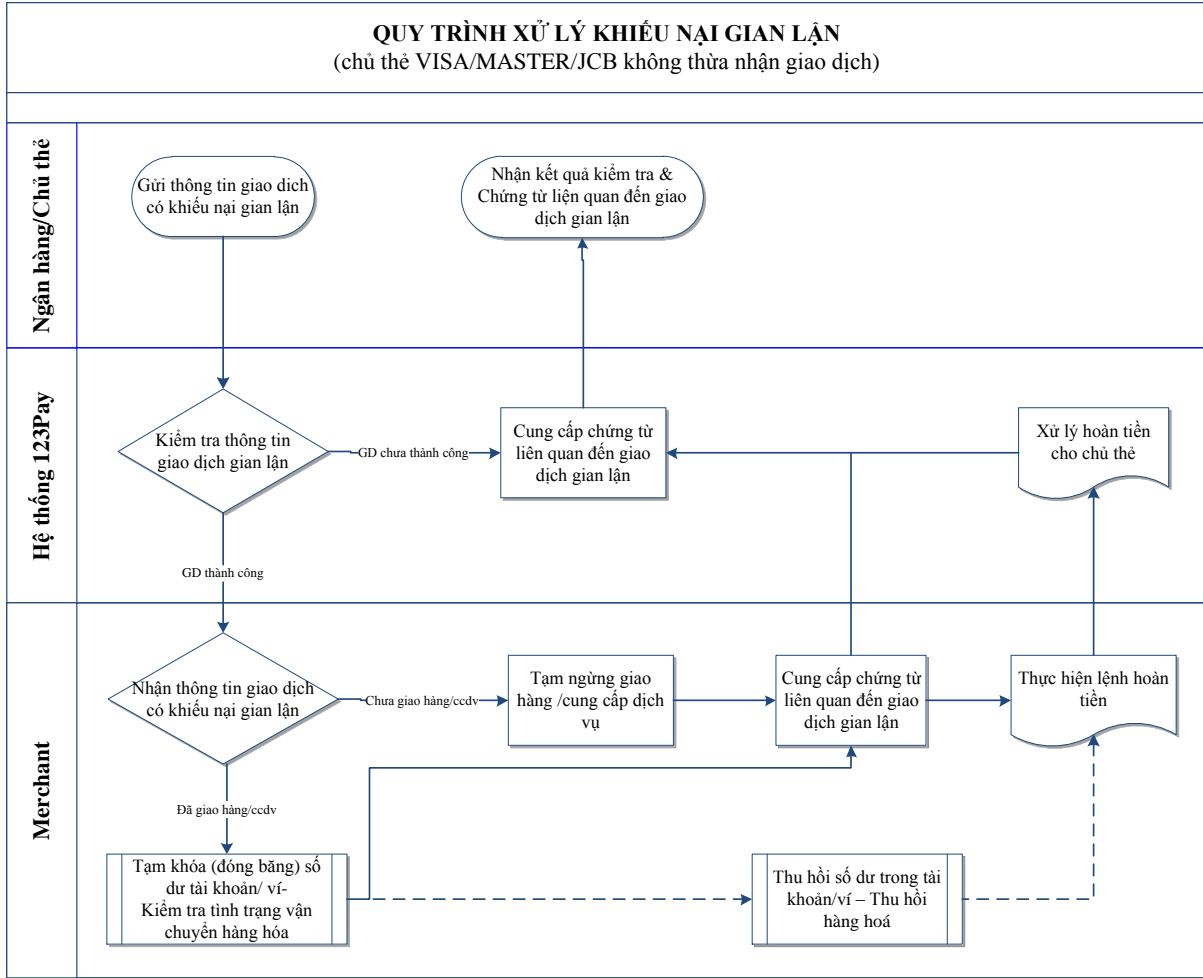 QUY TRÌNH XỬ LÝ KHIẾU NẠI GIAN LẬN
(chủ thẻ VISA/MASTER/JCB không thừa nhận giao dịch)
Ngân hàng/Chủ thẻ
Gửi thông tin giao dich
có khiếu nại gian lận
Nhận kết quả kiểm tra &
Chứng từ liện quan đến giao
dịch gian lận
Hệ thống 123Pay
Kiểm tra thông tin
giao dịch gian lận
GD chưa thành công
Cung cấp chứng từ
liên quan đến giao
dịch gian lận
Xử lý hoàn tiền
cho chủ thẻ
GD thành công
Merchant
Nhận thông tin giao dịch
có khiếu nại gian lận
Chưa giao hàng/ccdv
Tạm ngừng giao
hàng /cung cấp dịch
vụ
Cung cấp chứng từ
liên quan đến giao
dịch gian lận
Thực hiện lệnh hoàn
tiền
Đã giao hàng/ccdv
Tạm khóa (đóng băng) số
dư tài khoản/ ví-
Kiểm tra tình trạng vận
chuyển hàng hóa
Thu hồi số dư trong tài
khoản/ví – Thu hồi
hàng hoá